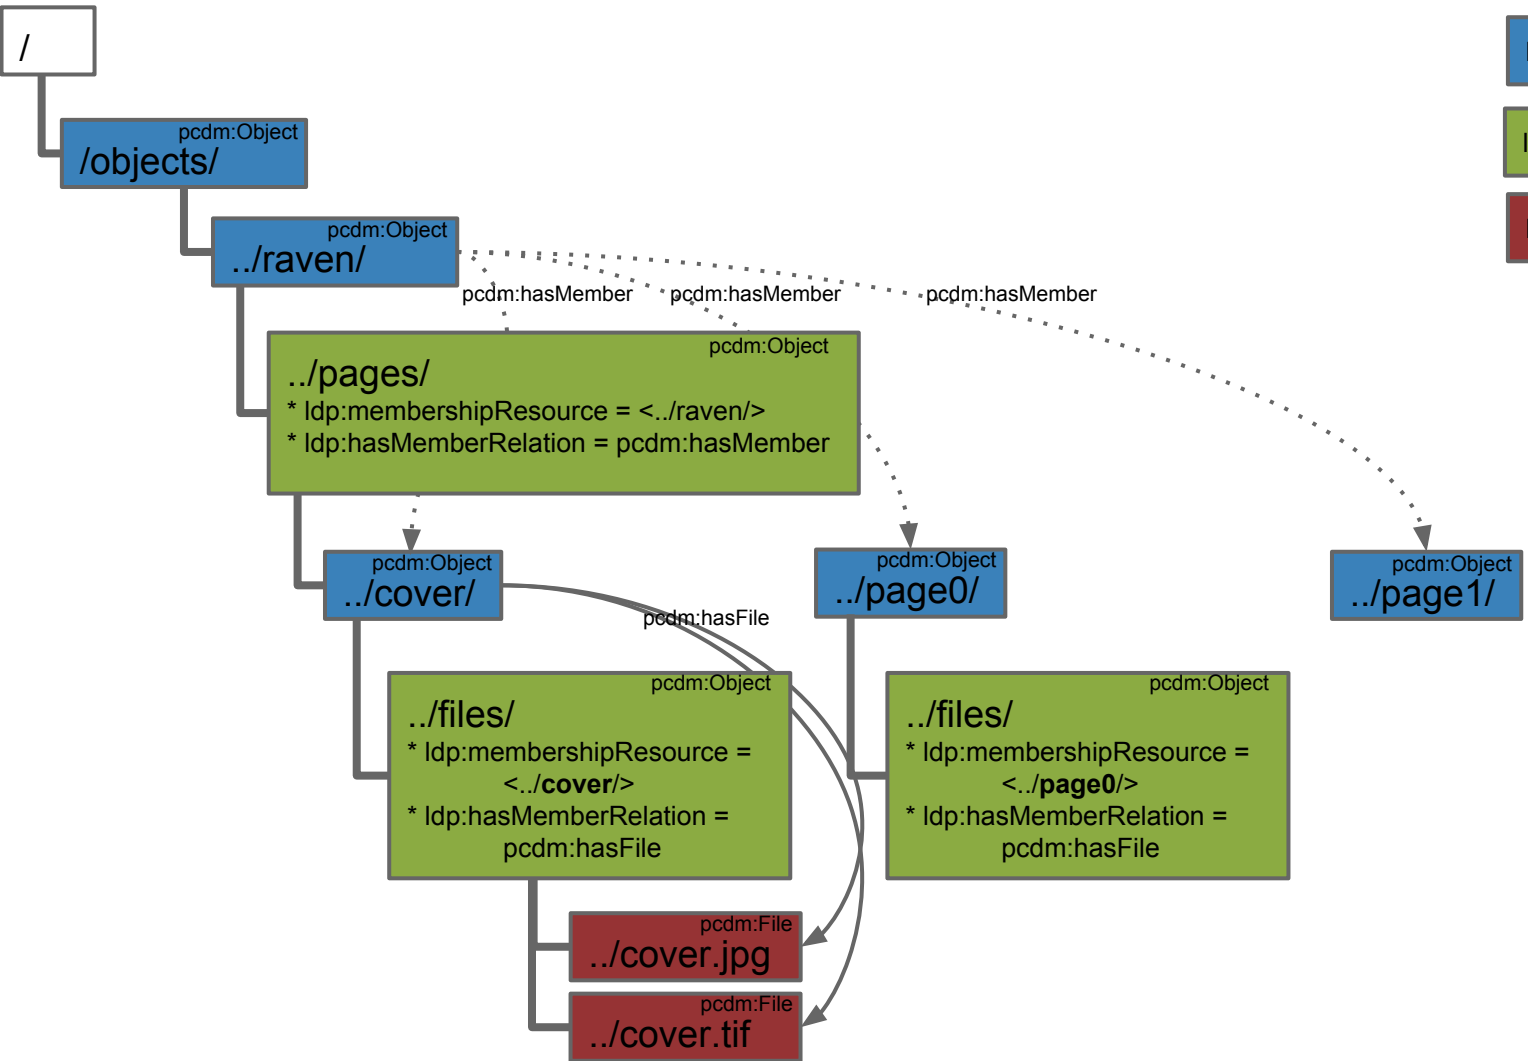 /
pcdm:Object
/objects/
pcdm:Object
../raven/
pcdm:hasMember
pcdm:hasMember
pcdm:hasMember
pcdm:Object
../pages/
* ldp:membershipResource = <../raven/>
* ldp:hasMemberRelation = pcdm:hasMember
pcdm:Object
../cover/
pcdm:Object
../page0/
pcdm:Object
../page1/
pcdm:hasFile
pcdm:Object
../files/
* ldp:membershipResource =
<../cover/>
* ldp:hasMemberRelation =
pcdm:hasFile
pcdm:Object
../files/
* ldp:membershipResource =
<../page0/>
* ldp:hasMemberRelation =
pcdm:hasFile
pcdm:File
../cover.jpg
pcdm:File
../cover.tif